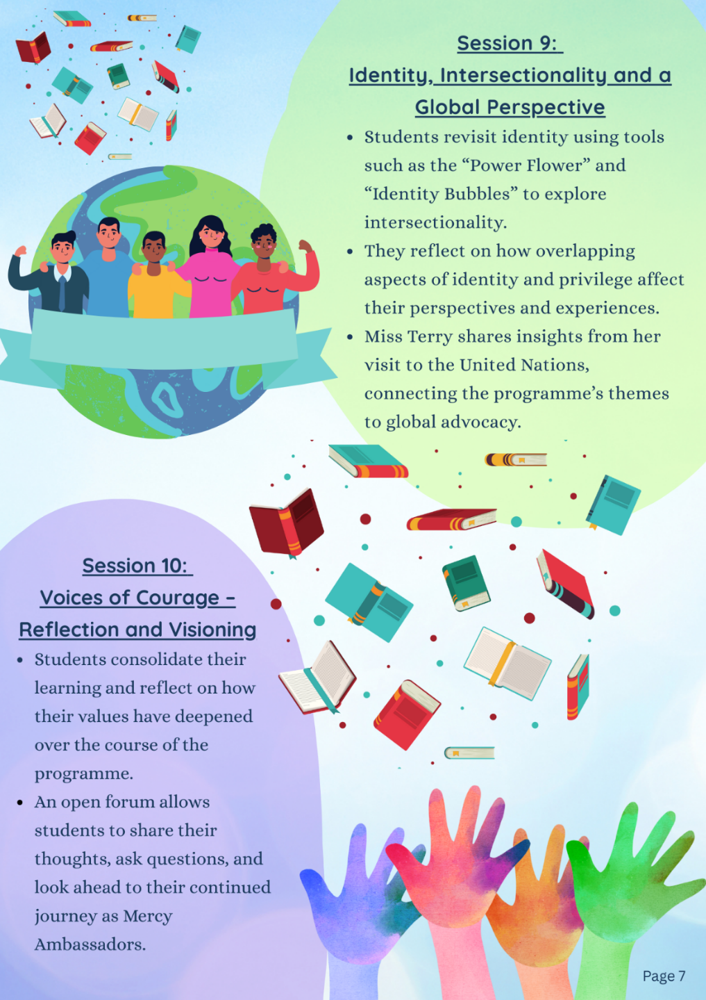 Session 9:
Identity, Intersectionality and a
Global Perspective
• Students revisit identity using tools
such as the “Power Flower” and
“Identity Bubbles” to explore
intersectionality.
• They reflect on how overlapping
aspects of identity and privilege affect
their perspectives and experiences.
• Miss Terry shares insights from her
visit to the United Nations,
connecting the programme’s themes
to global advocacy.
Session 10:
Voices of Courage –
Reflection and Visioning
• Students consolidate their
learning and reflect on how
their values have deepened
over the course of the
programme.
• An open forum allows
students to share their
thoughts, ask questions, and
look ahead to their continued
journey as Mercy
Ambassadors.
Page 7